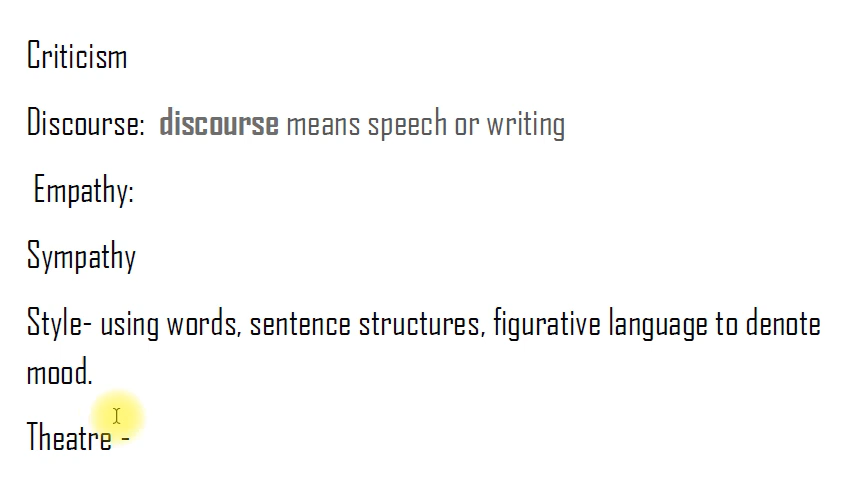 Criticism
Discourse: discourse means speech or writing
Empathy:
Sympathy
Style- using words, sentence structures, figurative language to denote
mood.
Theatre -